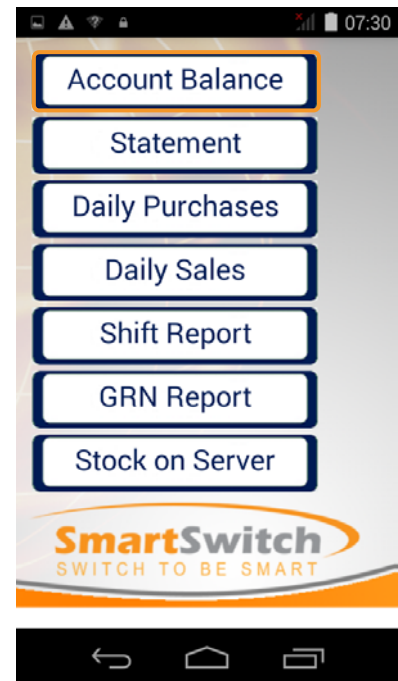 07:30
Account Balance
Statement
Daily Purchases
Daily Sales
Shift Report
GRN Report
Stock on Server
SmartSwitch
SWITCH TO BE SMART